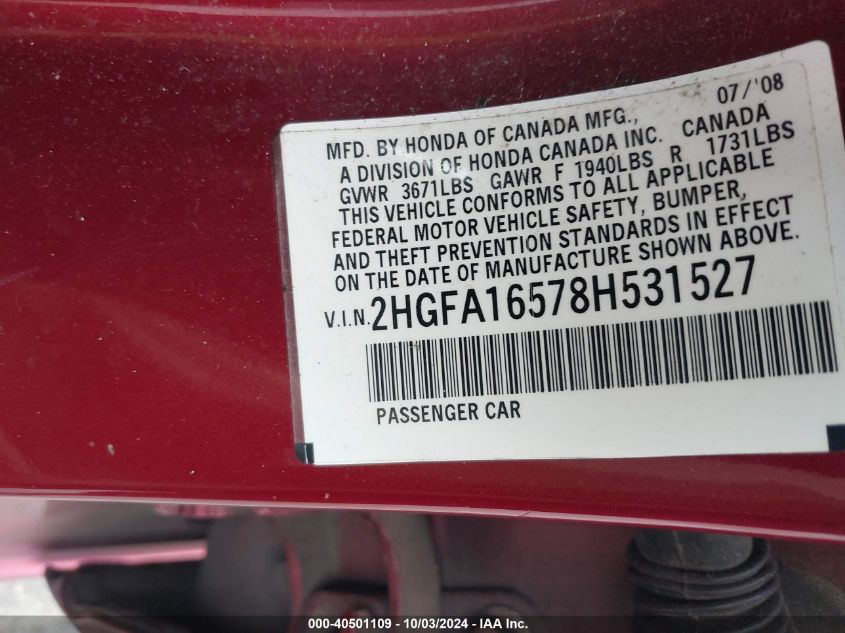 07/'08
MFD. BY HONDA OF CANADA MFG.,
A DIVISION OF HONDA CANADA INC. CANADA
GVWR 3671LBS GAWR F 1940LBS R 1731LBS
THIS VEHICLE CONFORMS TO ALL APPLICABLE
FEDERAL MOTOR VEHICLE SAFETY, BUMPER,
AND THEFT PREVENTION STANDARDS IN EFFECT
ON THE DATE OF MANUFACTURE SHOWN ABOVE.
V.I.N. 2HGFA16578H531527
PASSENGER CAR
000-40501109 - 10/03/2024 - IAA Inc.